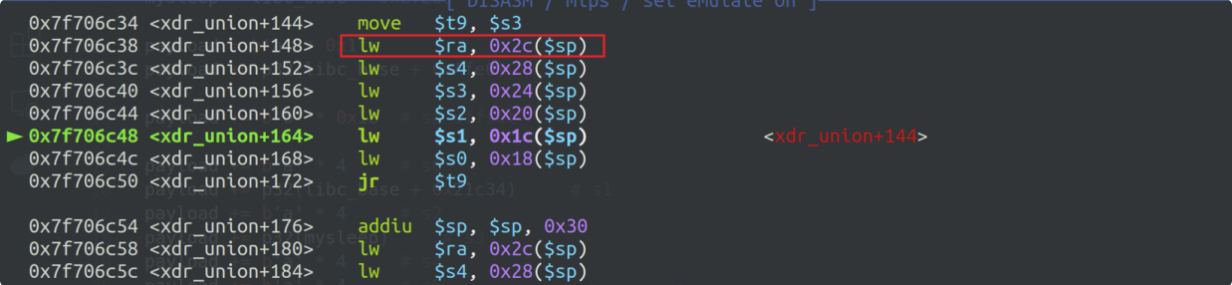 [ DISASM / mips / set emulate on ]
0x7f706c34 <xdr_union+144> move $t9, $s3
0x7f706c38 <xdr_union+148> lw $ra, 0x2c($sp)
0x7f706c3c <xdr_union+152> lw $s4, 0x28($sp)
0x7f706c40 <xdr_union+156> lw $s3, 0x24($sp)
0x7f706c44 <xdr_union+160> lw $s2, 0x20($sp)
► 0x7f706c48 <xdr_union+164> lw $s1, 0x1c($sp) <xdr_union+144>
0x7f706c4c <xdr_union+168> lw $s0, 0x18($sp)
0x7f706c50 <xdr_union+172> jr $t9
0x7f706c54 <xdr_union+176> addiu $sp, $sp, 0x30
0x7f706c58 <xdr_union+180> lw $ra, 0x2c($sp)
0x7f706c5c <xdr_union+184> lw $s4, 0x28($sp)